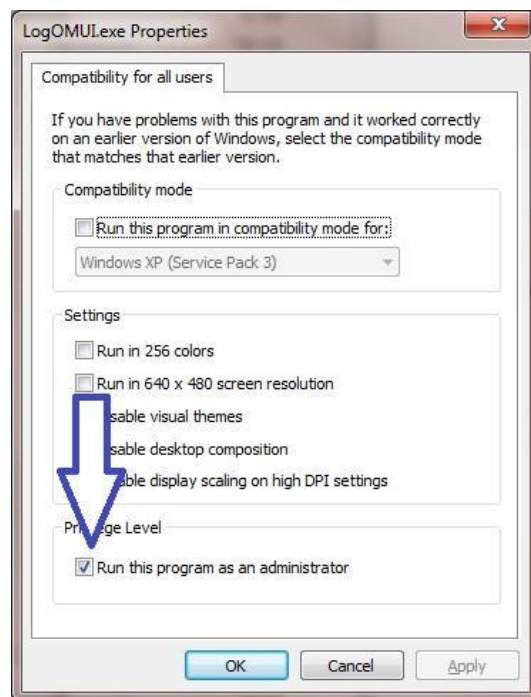 LogOMUI.exe Properties
Compatibility for all users
If you have problems with this program and it worked correctly
on an earlier version of Windows, select the compatibility mode
that matches that earlier version.
Compatibility mode
Run this program in compatibility mode for:
Windows XP (Service Pack 3)
Settings
Run in 256 colors
Run in 640 x 480 screen resolution
sable visual themes
sable desktop composition
able display scaling on high DPI settings
Privilege Level
Run this program as an administrator
OK
Cancel
Apply